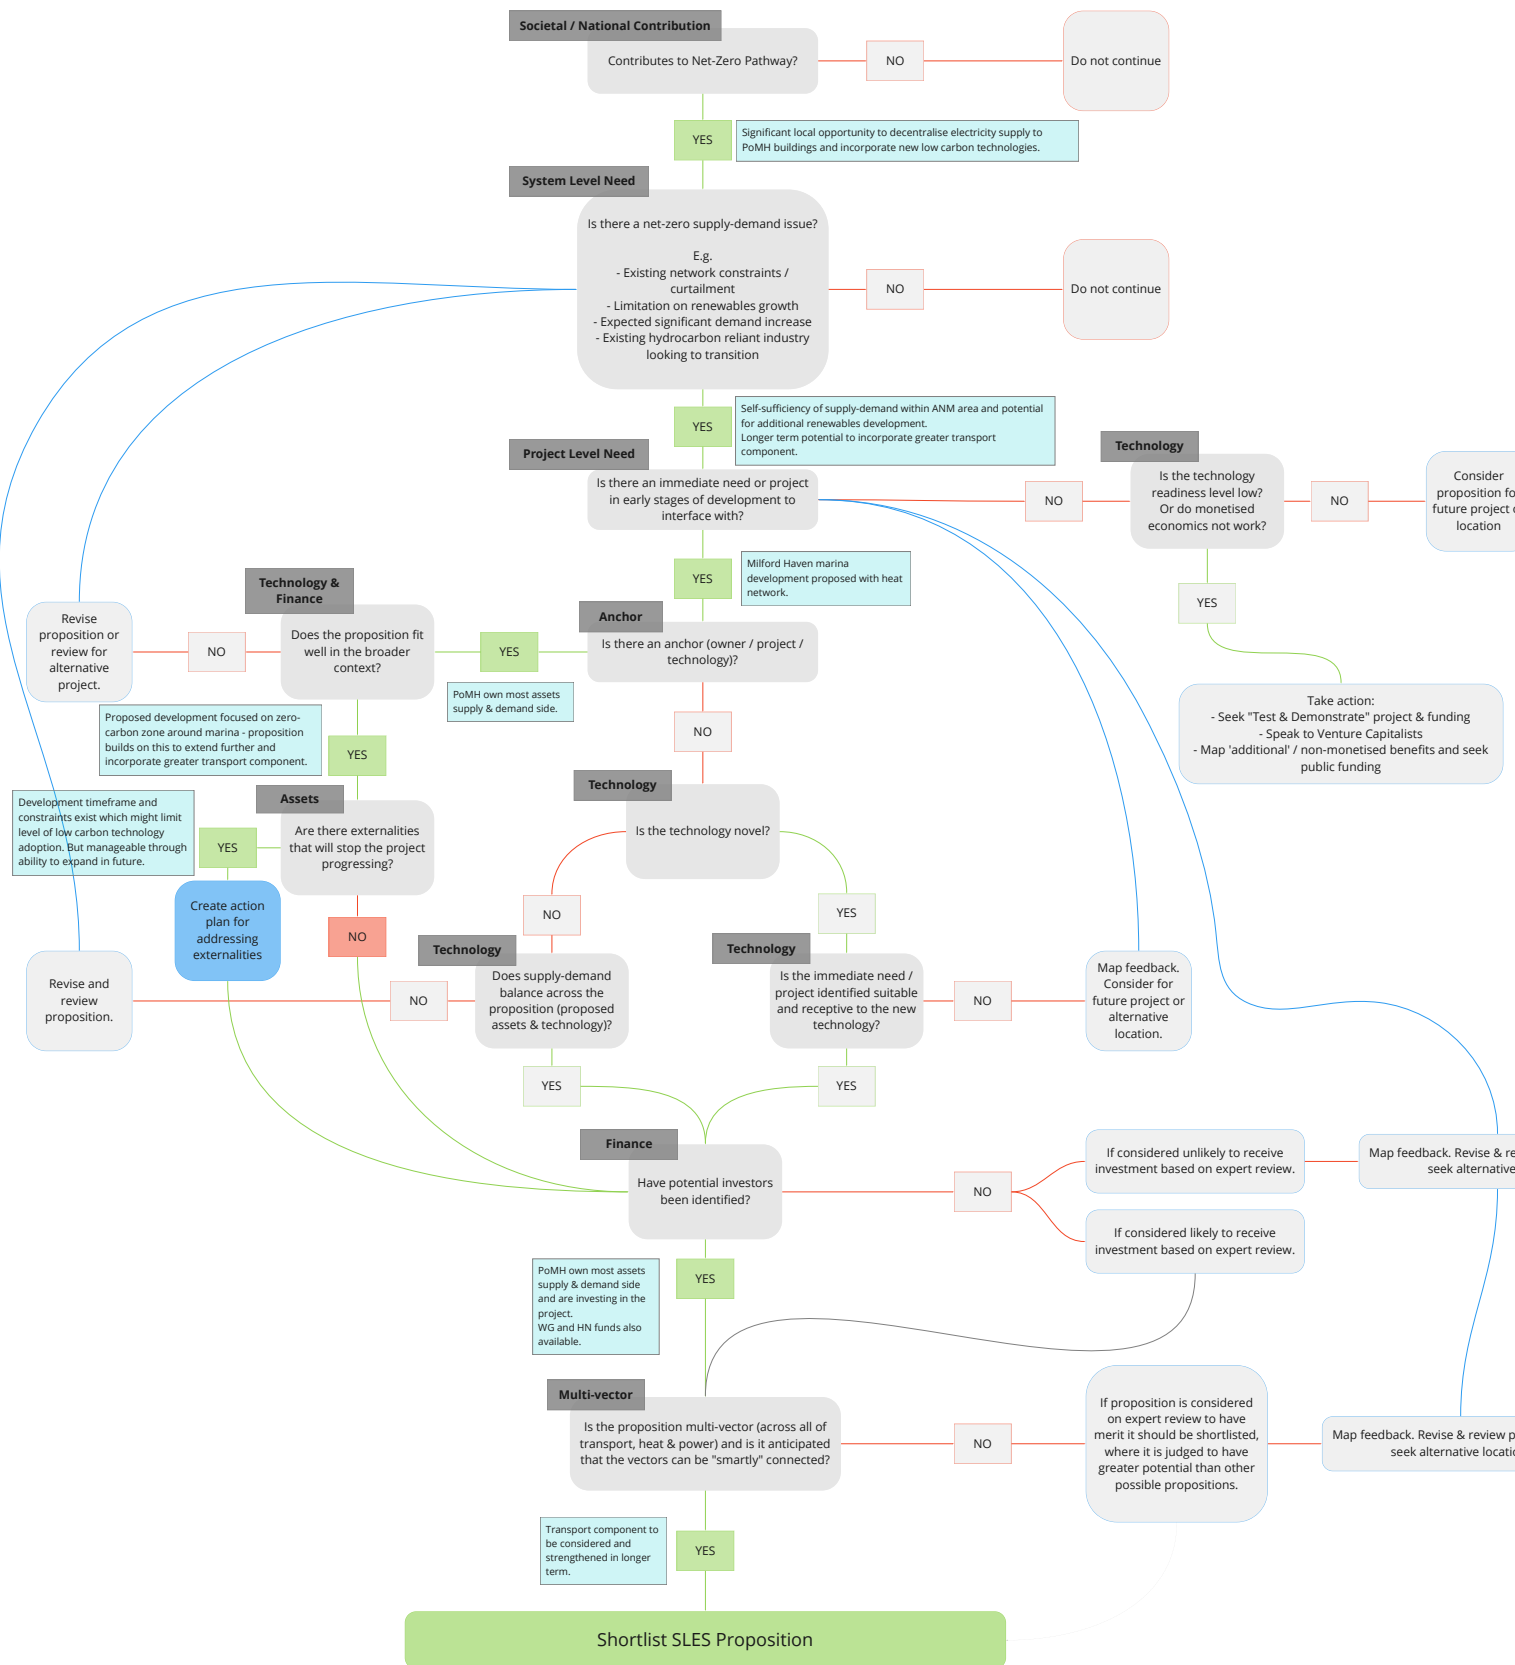 Societal / National Contribution
Contributes to Net-Zero Pathway?
NO
Do not continue
YES
Significant local opportunity to decentralise electricity supply to
PoMH buildings and incorporate new low carbon technologies.
System Level Need
Is there a net-zero supply-demand issue?
E.g.
- Existing network constraints /
curtailment
- Limitation on renewables growth
- Expected significant demand increase
- Existing hydrocarbon reliant industry
looking to transition
NO
Do not continue
YES
Self-sufficiency of supply-demand within ANM area and potential
for additional renewables development.
Longer term potential to incorporate greater transport
component.
Project Level Need
Is there an immediate need or project
in early stages of development to
interface with?
NO
Technology
Is the technology
readiness level low?
Or do monetised
economics not work?
NO
Consider
proposition fo
future project o
location
YES
Take action:
- Seek "Test & Demonstrate" project & funding
- Speak to Venture Capitalists
- Map 'additional' / non-monetised benefits and seek
public funding
YES
Milford Haven marina
development proposed with heat
network.
Anchor
Is there an anchor (owner / project /
technology)?
YES
PoMH own most assets
supply & demand side.
Technology &
Finance
Does the proposition fit
well in the broader
context?
NO
Revise
proposition or
review for
alternative
project.
Proposed development focused on zero-
carbon zone around marina - proposition
builds on this to extend further and
incorporate greater transport component.
YES
Assets
Are there externalities
that will stop the project
progressing?
Development timeframe and
constraints exist which might limit
level of low carbon technology
adoption. But manageable through
ability to expand in future.
YES
Create action
plan for
addressing
externalities
NO
NO
Technology
Is the technology novel?
NO
YES
Technology
Does supply-demand
balance across the
proposition (proposed
assets & technology)?
NO
Revise and
review
proposition.
YES
Technology
Is the immediate need /
project identified suitable
and receptive to the new
technology?
NO
Map feedback.
Consider for
future project or
alternative
location.
YES
Finance
Have potential investors
been identified?
NO
If considered unlikely to receive
investment based on expert review.
Map feedback. Revise & re
seek alternative
If considered likely to receive
investment based on expert review.
PoMH own most assets
supply & demand side
and are investing in the
project.
WG and HN funds also
available.
YES
Multi-vector
Is the proposition multi-vector (across all of
transport, heat & power) and is it anticipated
that the vectors can be "smartly" connected?
NO
If proposition is considered
on expert review to have
merit it should be shortlisted,
where it is judged to have
greater potential than other
possible propositions.
Map feedback. Revise & review p
seek alternative locatio
Transport component to
be considered and
strengthened in longer
term.
YES
Shortlist SLES Proposition